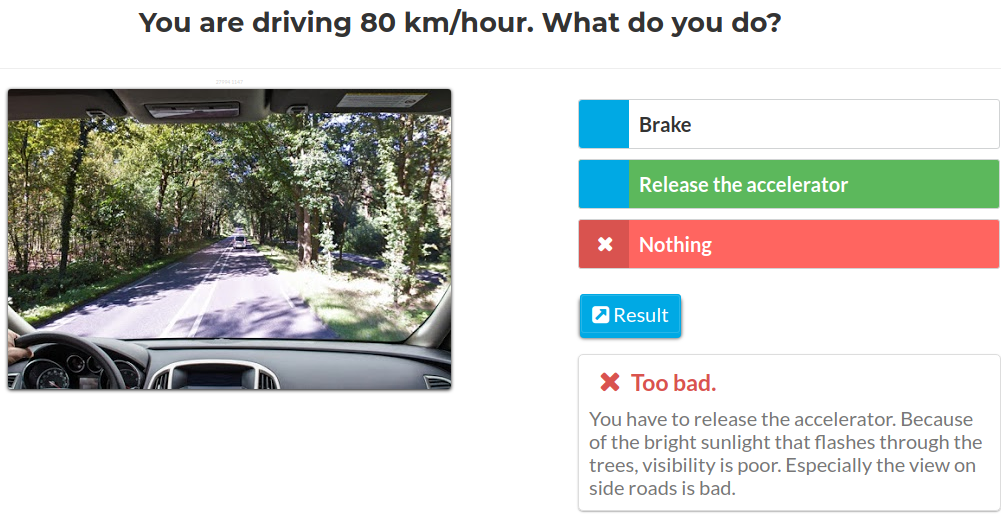 You are driving 80 km/hour. What do you do?
Brake
Release the accelerator
Nothing
Result
Too bad.
You have to release the accelerator. Because
of the bright sunlight that flashes through the
trees, visibility is poor. Especially the view on
side roads is bad.